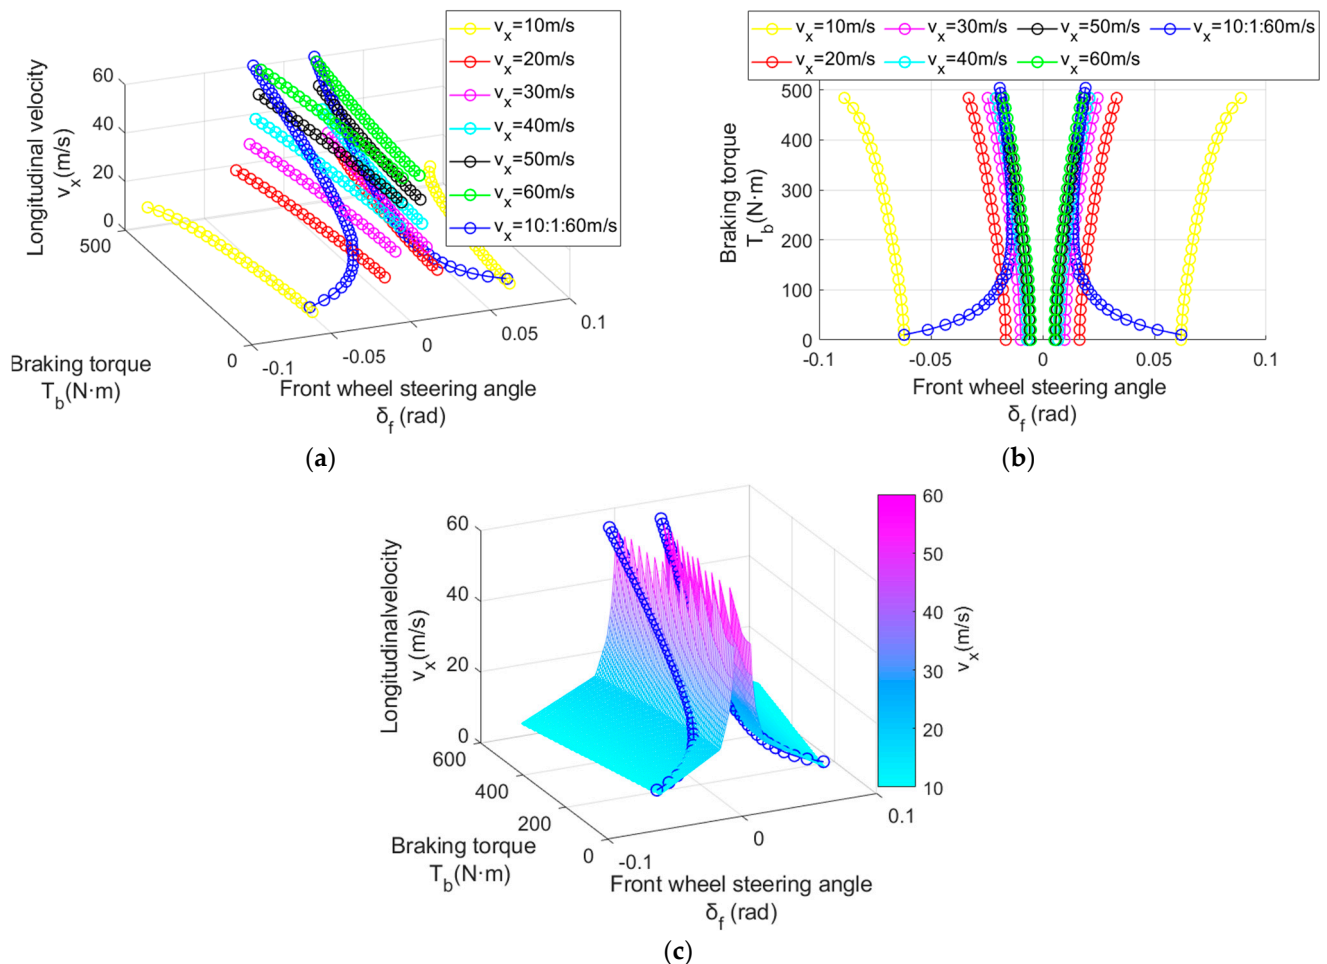 v_x=10m/s
v_x=20m/s
v_x=30m/s
v_x=40m/s
v_x=50m/s
v_x=60m/s
v_x=10:1:60m/s
Longitudinal velocity
v_x(m/s)
60
40
20
0
500
0
-0.1
-0.05
0
0.05
0.1
Braking torque
T_b(N·m)
Front wheel steering angle
δ_f (rad)
(a)
v_x=10m/s v_x=30m/s v_x=50m/s v_x=10:1:60m/s
v_x=20m/s v_x=40m/s v_x=60m/s
Braking torque
T_b(N·m)
500
400
300
200
100
0
-0.1 -0.05 0 0.05 0.1
Front wheel steering angle
δ_f (rad)
(b)
Longitudinalvelocity
v_x(m/s)
60
40
20
0
600
400
200
0
-0.1
0
0.1
Braking torque
T_b(N·m)
Front wheel steering angle
δ_f (rad)
60
50
40
30
20
10
v_x(m/s)
(c)